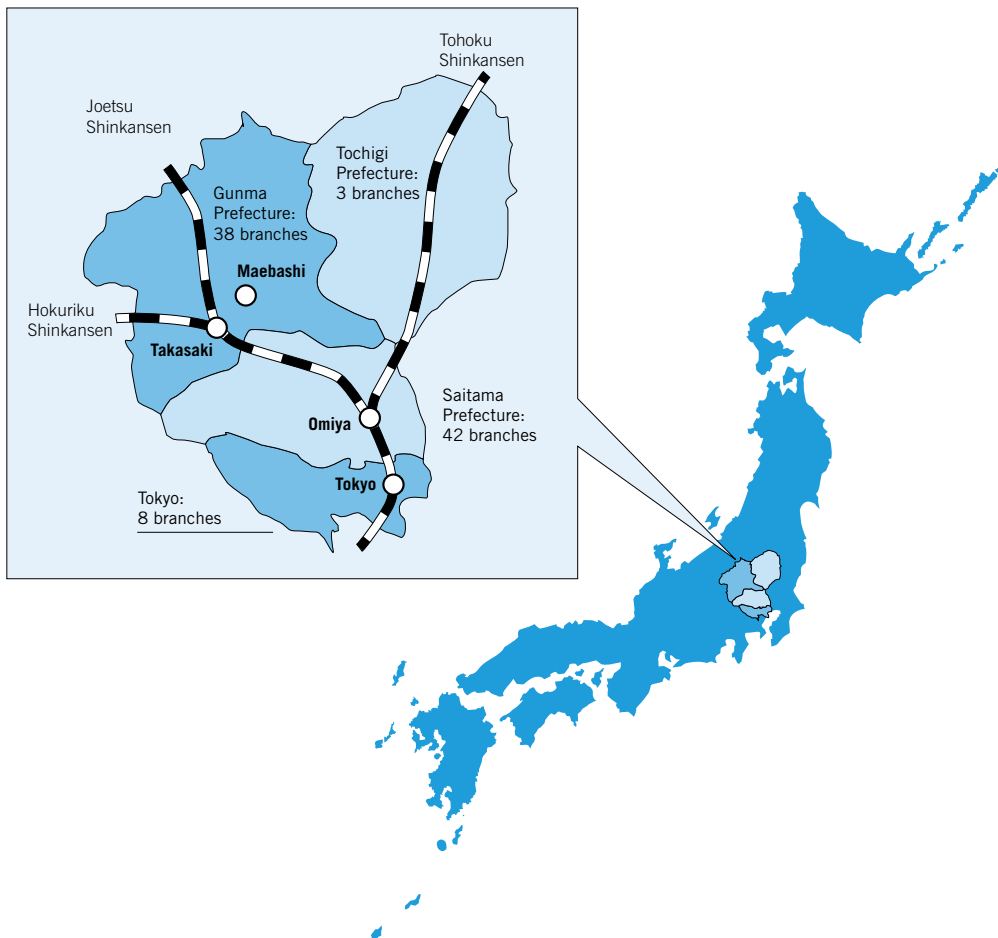 Tohoku
Shinkansen
Joetsu
Shinkansen
Tochigi
Prefecture:
3 branches
Gunma
Prefecture:
38 branches
Maebashi
Hokuriku
Shinkansen
Takasaki
Saitama
Prefecture:
42 branches
Omiya
Tokyo
Tokyo:
8 branches